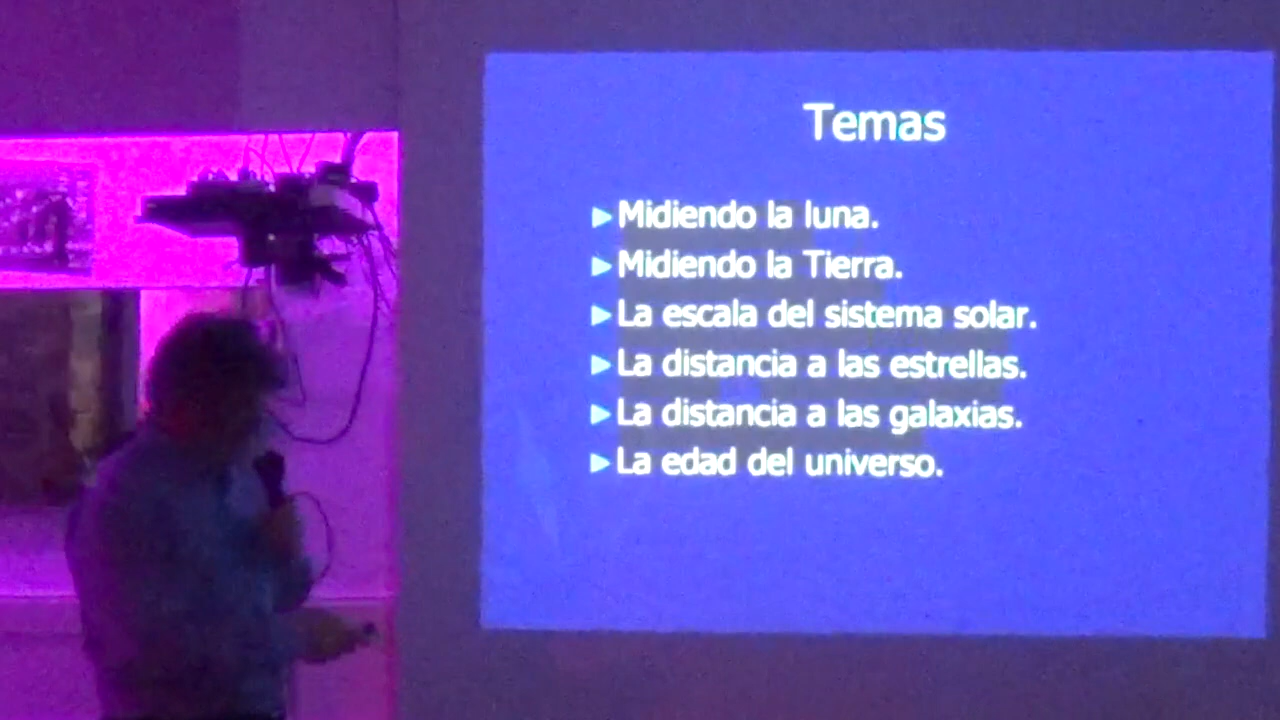 Temas
Midiendo la luna.
Midiendo la Tierra.
La escala del sistema solar.
La distancia a las estrellas.
La distancia a las galaxias.
La edad del universo.